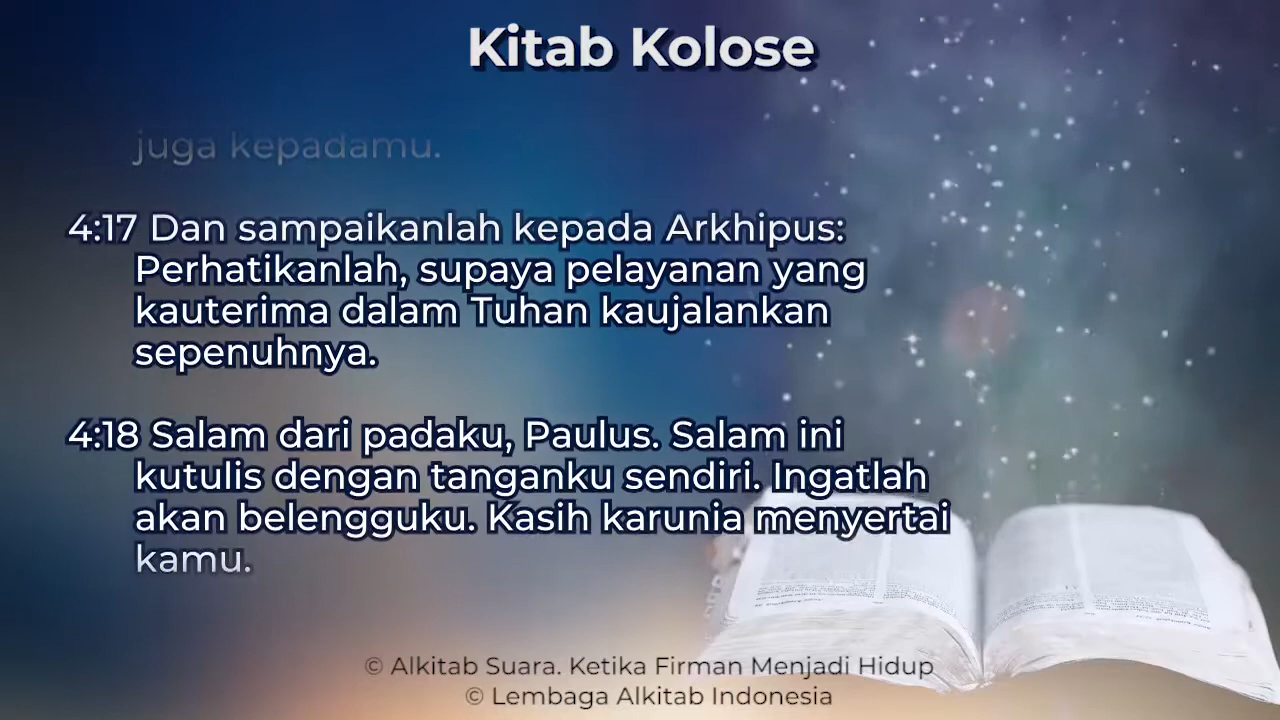 Kitab Kolose
juga kepadamu.
4:17 Dan sampaikanlah kepada Arkhipus:
Perhatikanlah, supaya pelayanan yang
kauterima dalam Tuhan kaujalankan
sepenuhnya.
4:18 Salam dari padaku, Paulus. Salam ini
kutulis dengan tanganku sendiri. Ingatlah
akan belengguku. Kasih karunia menyertai
kamu.
© Alkitab Suara. Ketika Firman Menjadi Hidup
© Lembaga Alkitab Indonesia